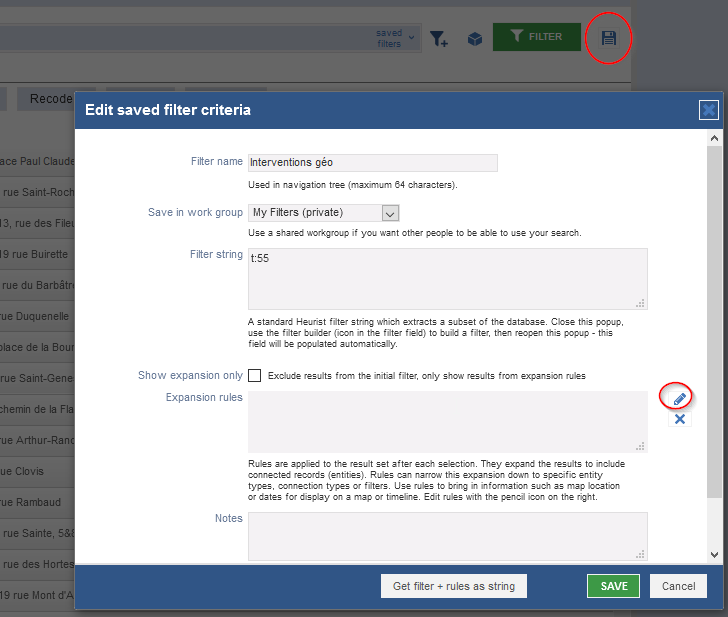 saved
filters
FILTER
Recode
Edit saved filter criteria
ace Paul Claude
rue Saint-Roch
13, rue des Fileu
19 rue Buirette
rue du Barbâtre
rue Duquenelle
place de la Bour
rue Saint-Gene
chemin de la Fla
rue Arthur-Ranc
rue Clovis
rue Rambaud
rue Sainte, 5&
rue des Hortes
19 rue Mont d'A
Filter name Interventions géo
Used in navigation tree (maximum 64 characters).
Save in work group My Filters (private)
Use a shared workgroup if you want other people to be able to use your search.
Filter string t:55
A standard Heurist filter string which extracts a subset of the database. Close this popup,
use the filter builder (icon in the filter field) to build a filter, then reopen this popup - this
field will be populated automatically.
Show expansion only Exclude results from the initial filter, only show results from expansion rules
Expansion rules
Rules are applied to the result set after each selection. They expand the results to include
connected records (entities). Rules can narrow this expansion down to specific entity
types, connection types or filters. Use rules to bring in information such as map location
or dates for display on a map or timeline. Edit rules with the pencil icon on the right.
Notes
Get filter + rules as string
SAVE
Cancel